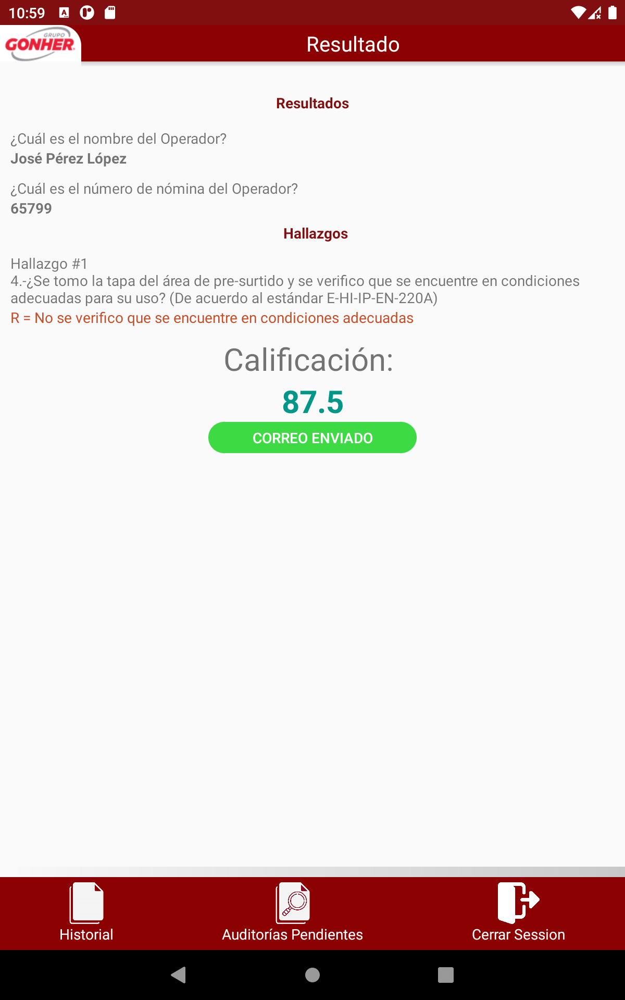 10:59
GRUPO
GONHER
Resultado
Resultados
¿Cuál es el nombre del Operador?
José Pérez López
¿Cuál es el número de nómina del Operador?
65799
Hallazgos
Hallazgo #1
4.-¿Se tomo la tapa del área de pre-surtido y se verifico que se encuentre en condiciones
adecuadas para su uso? (De acuerdo al estándar E-HI-IP-EN-220A)
R = No se verifico que se encuentre en condiciones adecuadas
Calificación:
87.5
CORREO ENVIADO
Historial
Auditorías Pendientes
Cerrar Session